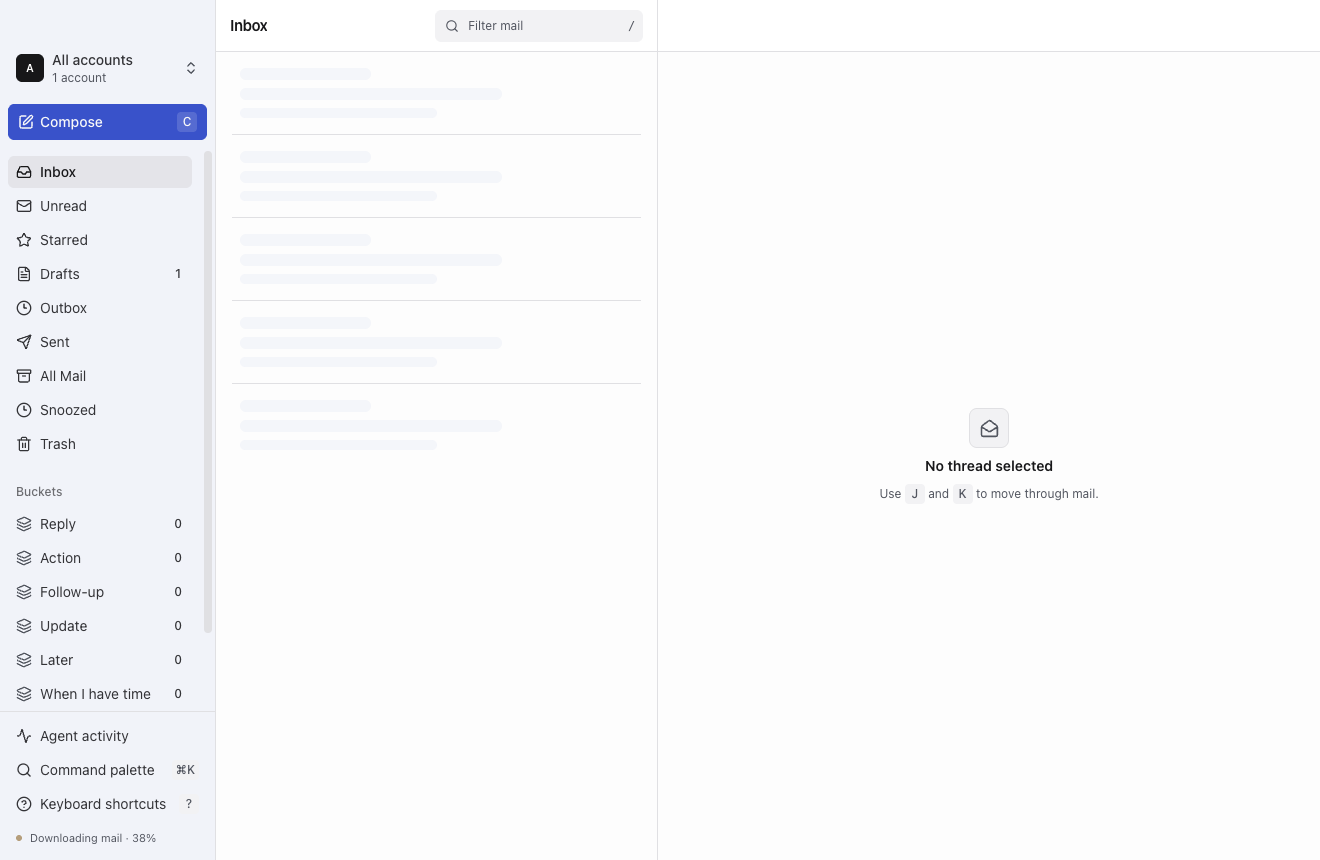 A
All accounts
1 account
Compose C
Inbox
Unread
Starred
Drafts 1
Outbox
Sent
All Mail
Snoozed
Trash
Buckets
Reply 0
Action 0
Follow-up 0
Update 0
Later 0
When I have time 0
Agent activity
Command palette ⌘K
Keyboard shortcuts ?
Downloading mail · 38%
Inbox
Filter mail /
No thread selected
Use J and K to move through mail.